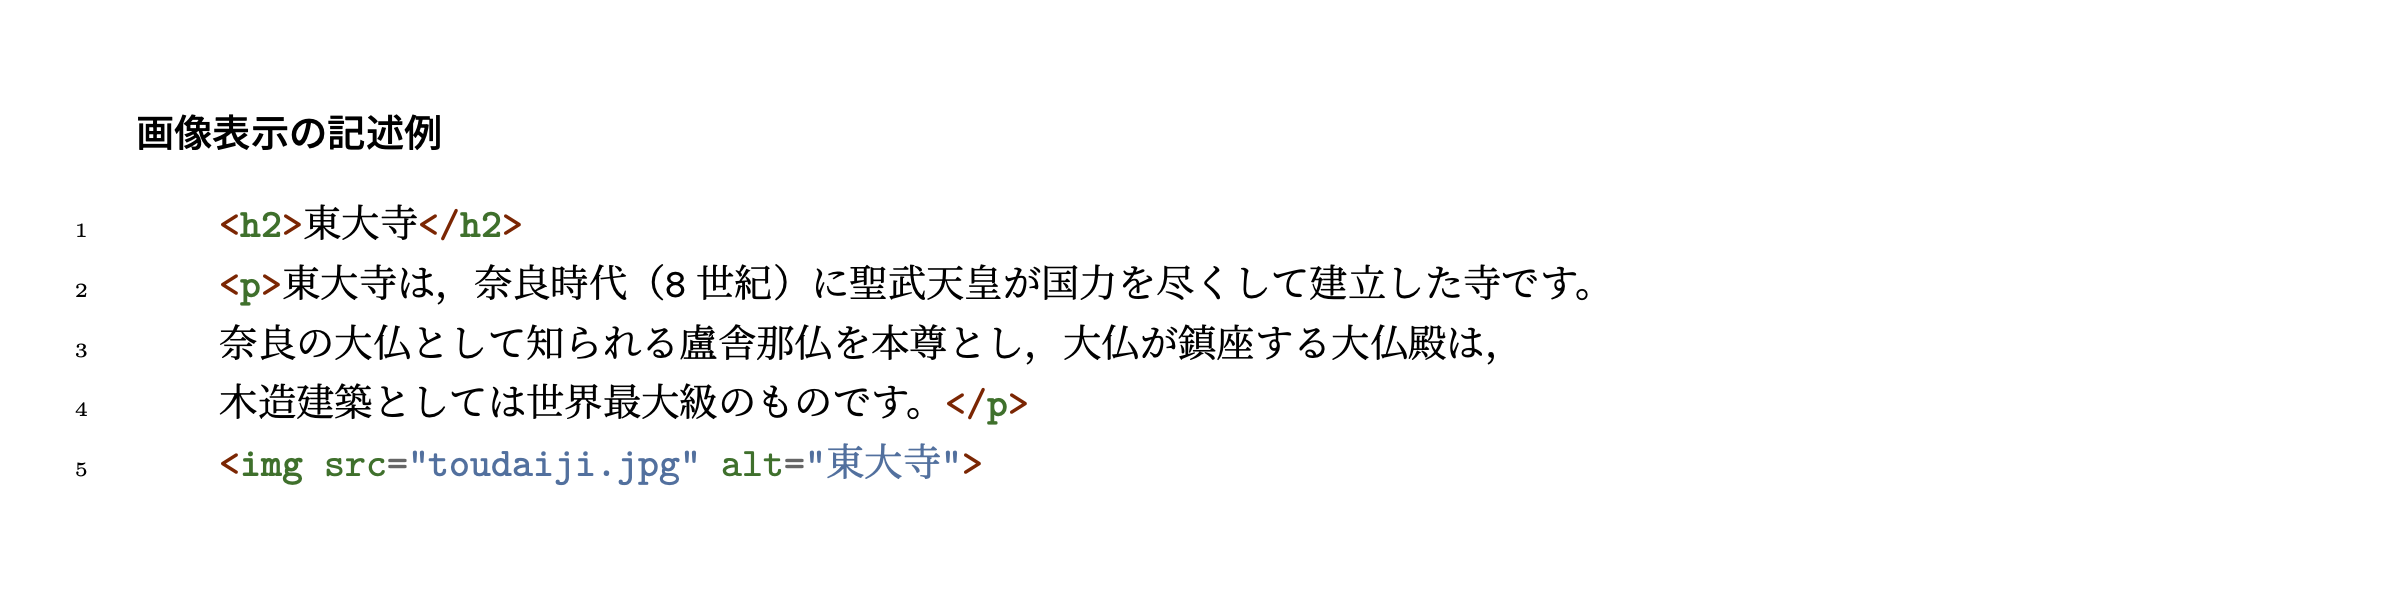 画像表示の記述例
1 <h2>東大寺</h2>
2 <p>東大寺は，奈良時代（8 世紀）に聖武天皇が国力を尽くして建立した寺です。
3 奈良の大仏として知られる盧舎那仏を本尊とし，大仏が鎮座する大仏殿は，
4 木造建築としては世界最大級のものです。</p>
5 <img src="toudaiji.jpg" alt="東大寺">